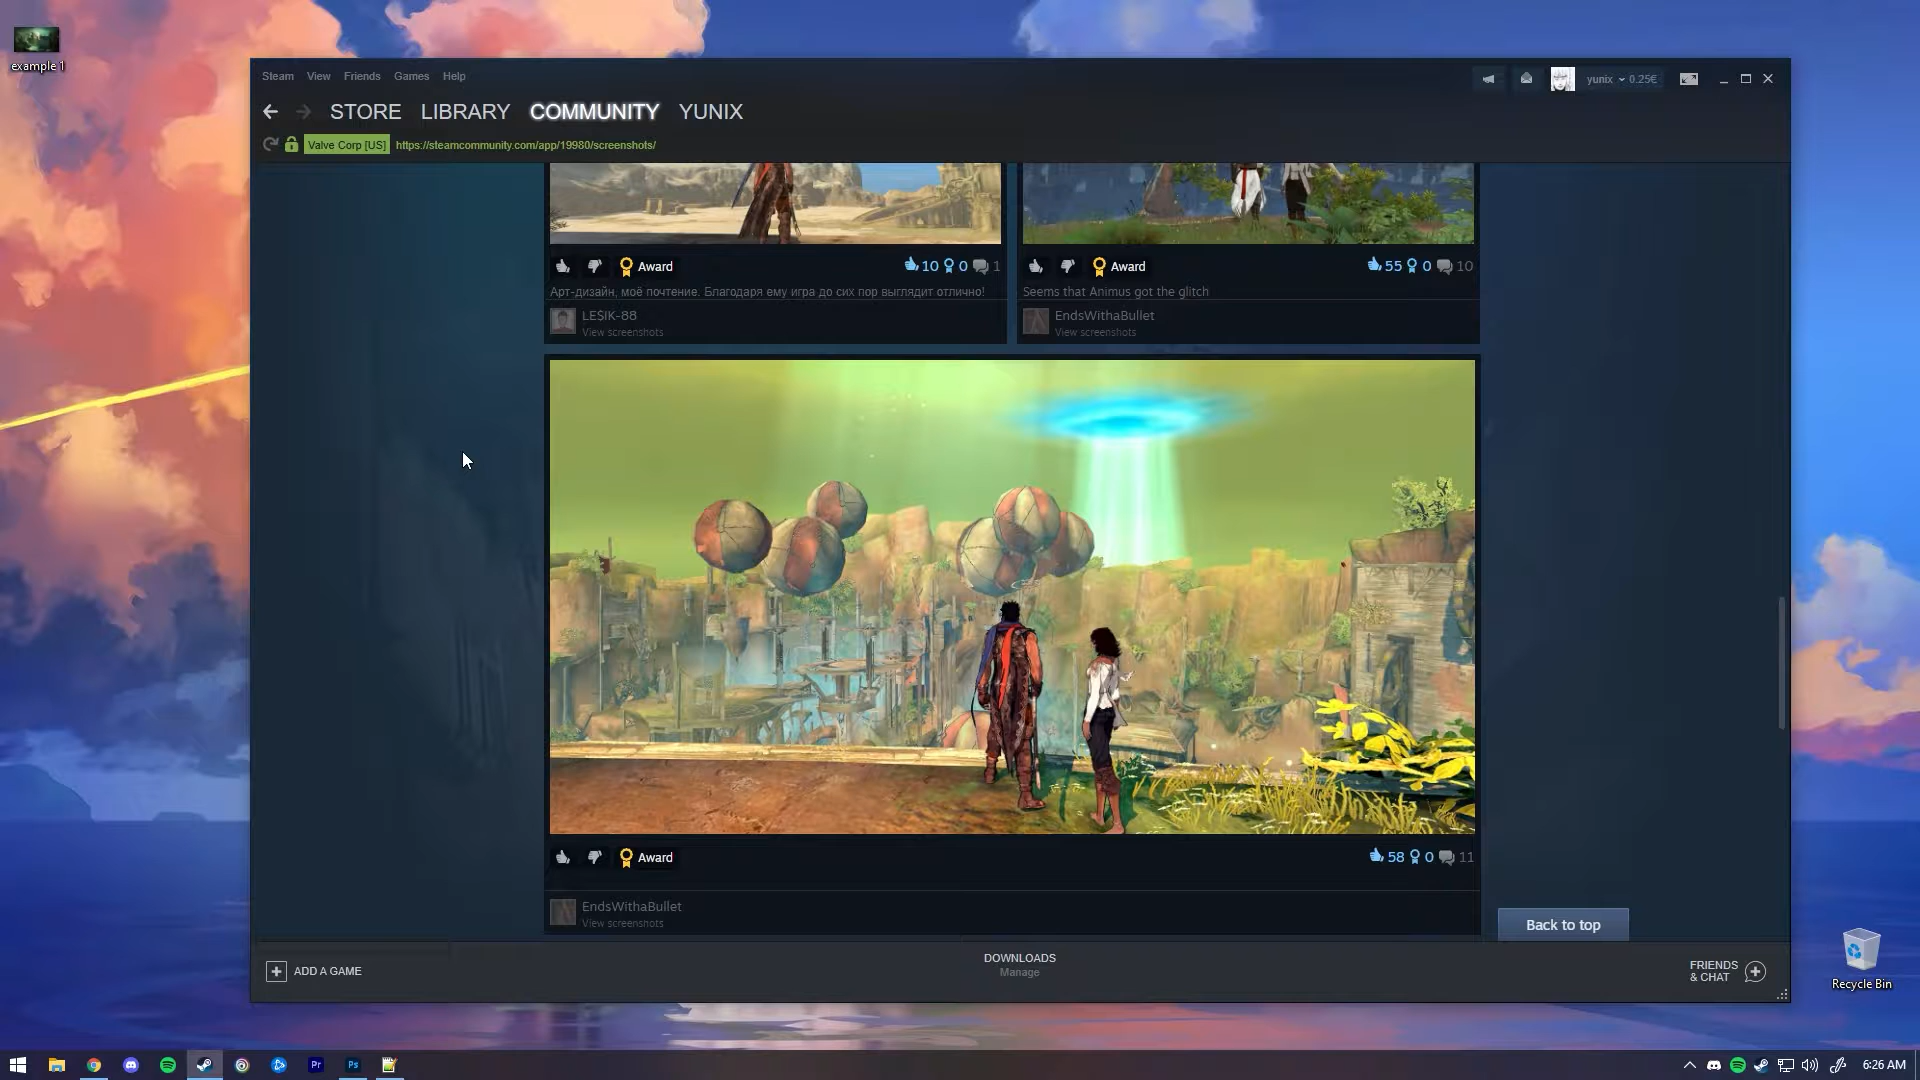 example 1
Steam View Friends Games Help
yunix 0.25€
STORE LIBRARY COMMUNITY YUNIX
Valve Corp [US] https://steamcommunity.com/app/19980/screenshots/
Award 10 0 1
Арт-дизайн, моё почтение. Благодаря ему игра до сих пор выглядит отлично!
LESIK-88
View screenshots
Award 55 0 10
Seems that Animus got the glitch
EndsWithaBullet
View screenshots
Award 58 0 11
EndsWithaBullet
View screenshots
Back to top
ADD A GAME
DOWNLOADS
Manage
FRIENDS
& CHAT
Recycle Bin
Pr
Ps
6:26 AM